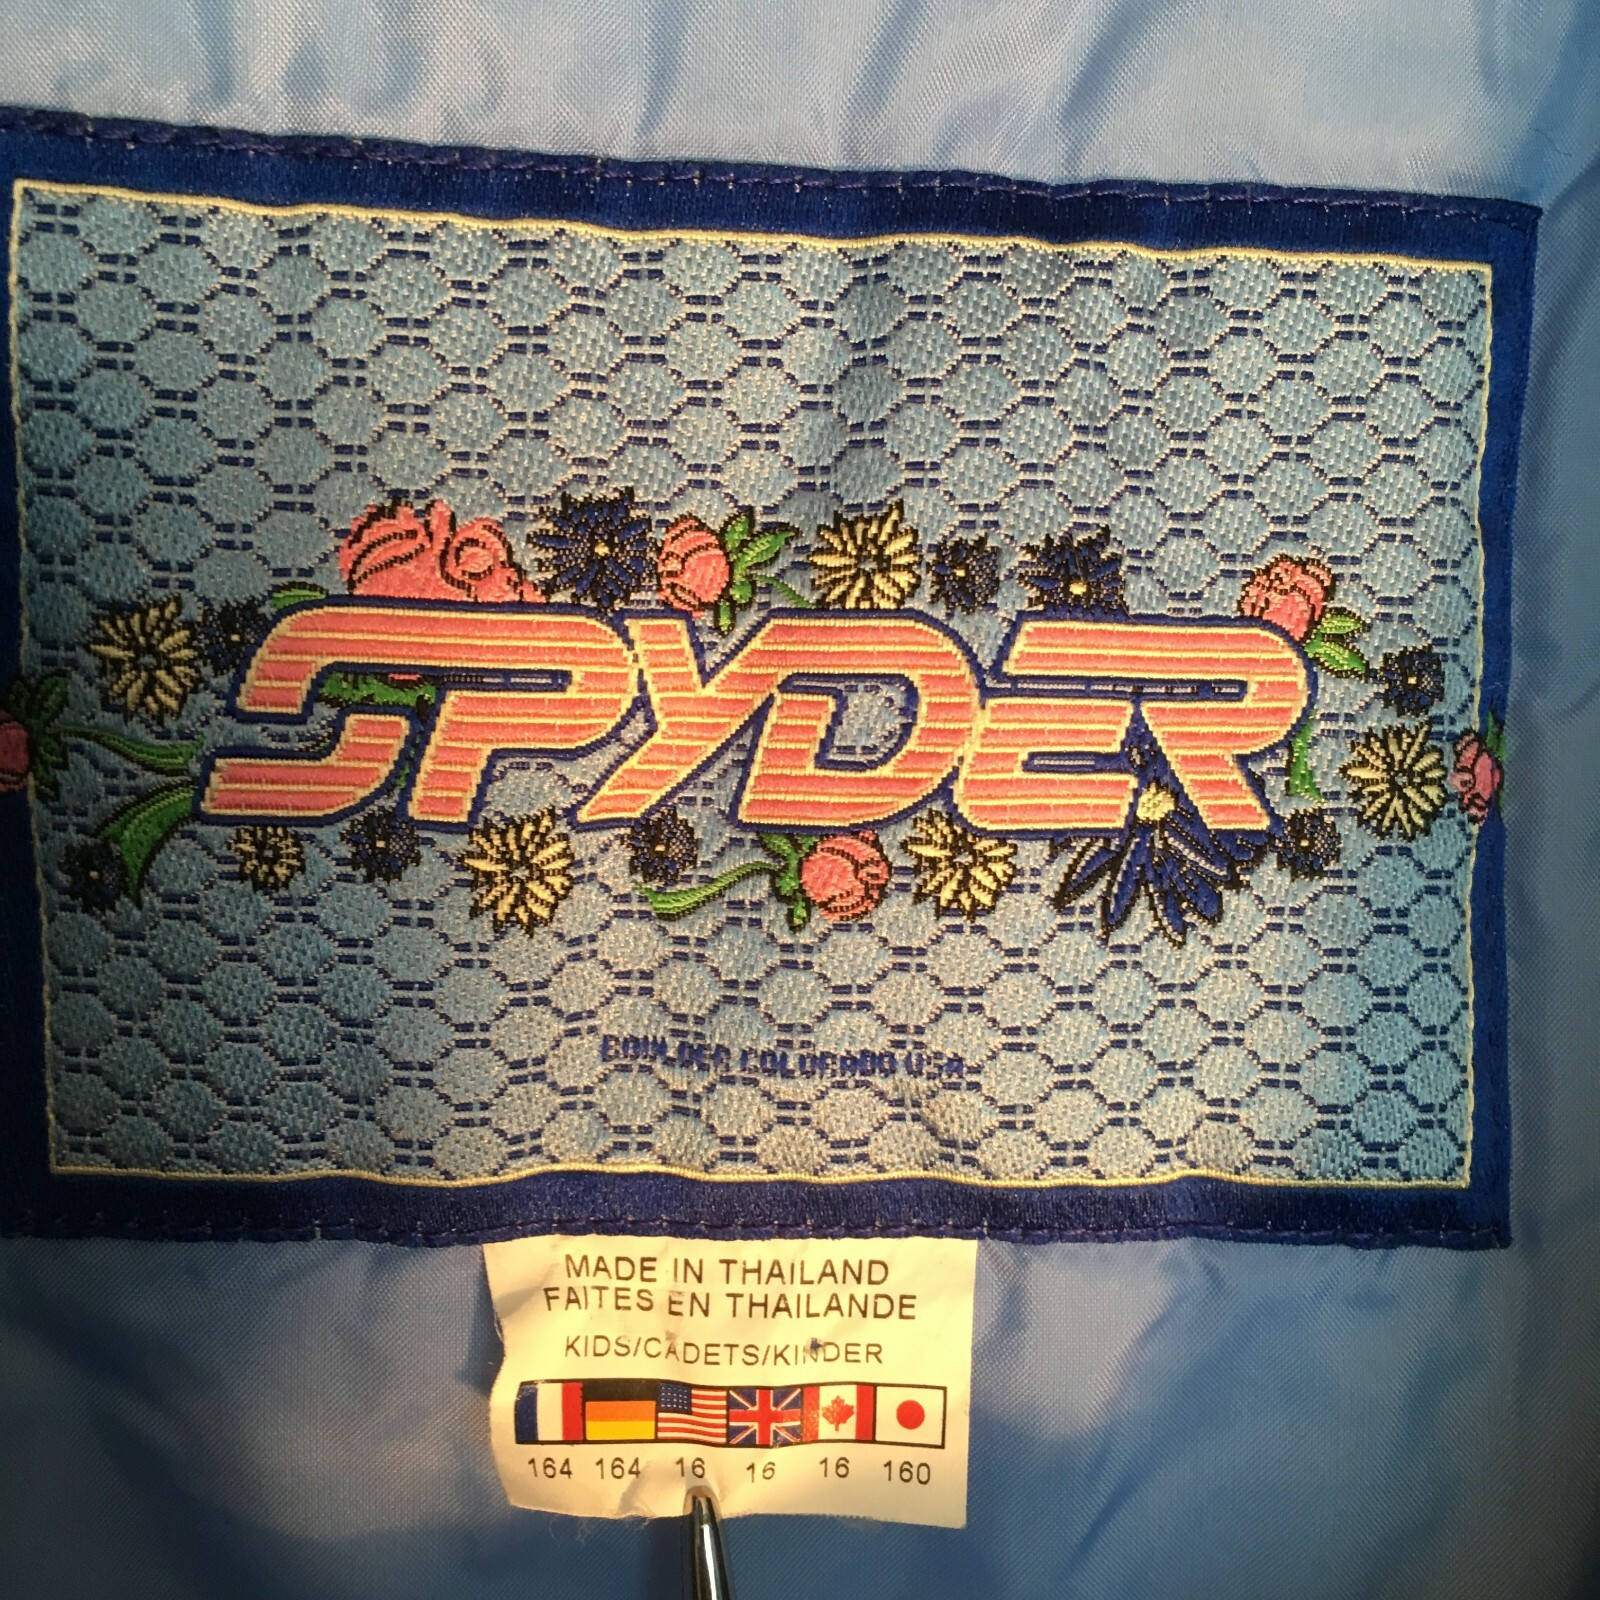 SPYDER
BOULDER COLORADO USA
MADE IN THAILAND
FAITES EN THAILANDE
KIDS/CADETS/KINDER
164 164 16 16 16 160